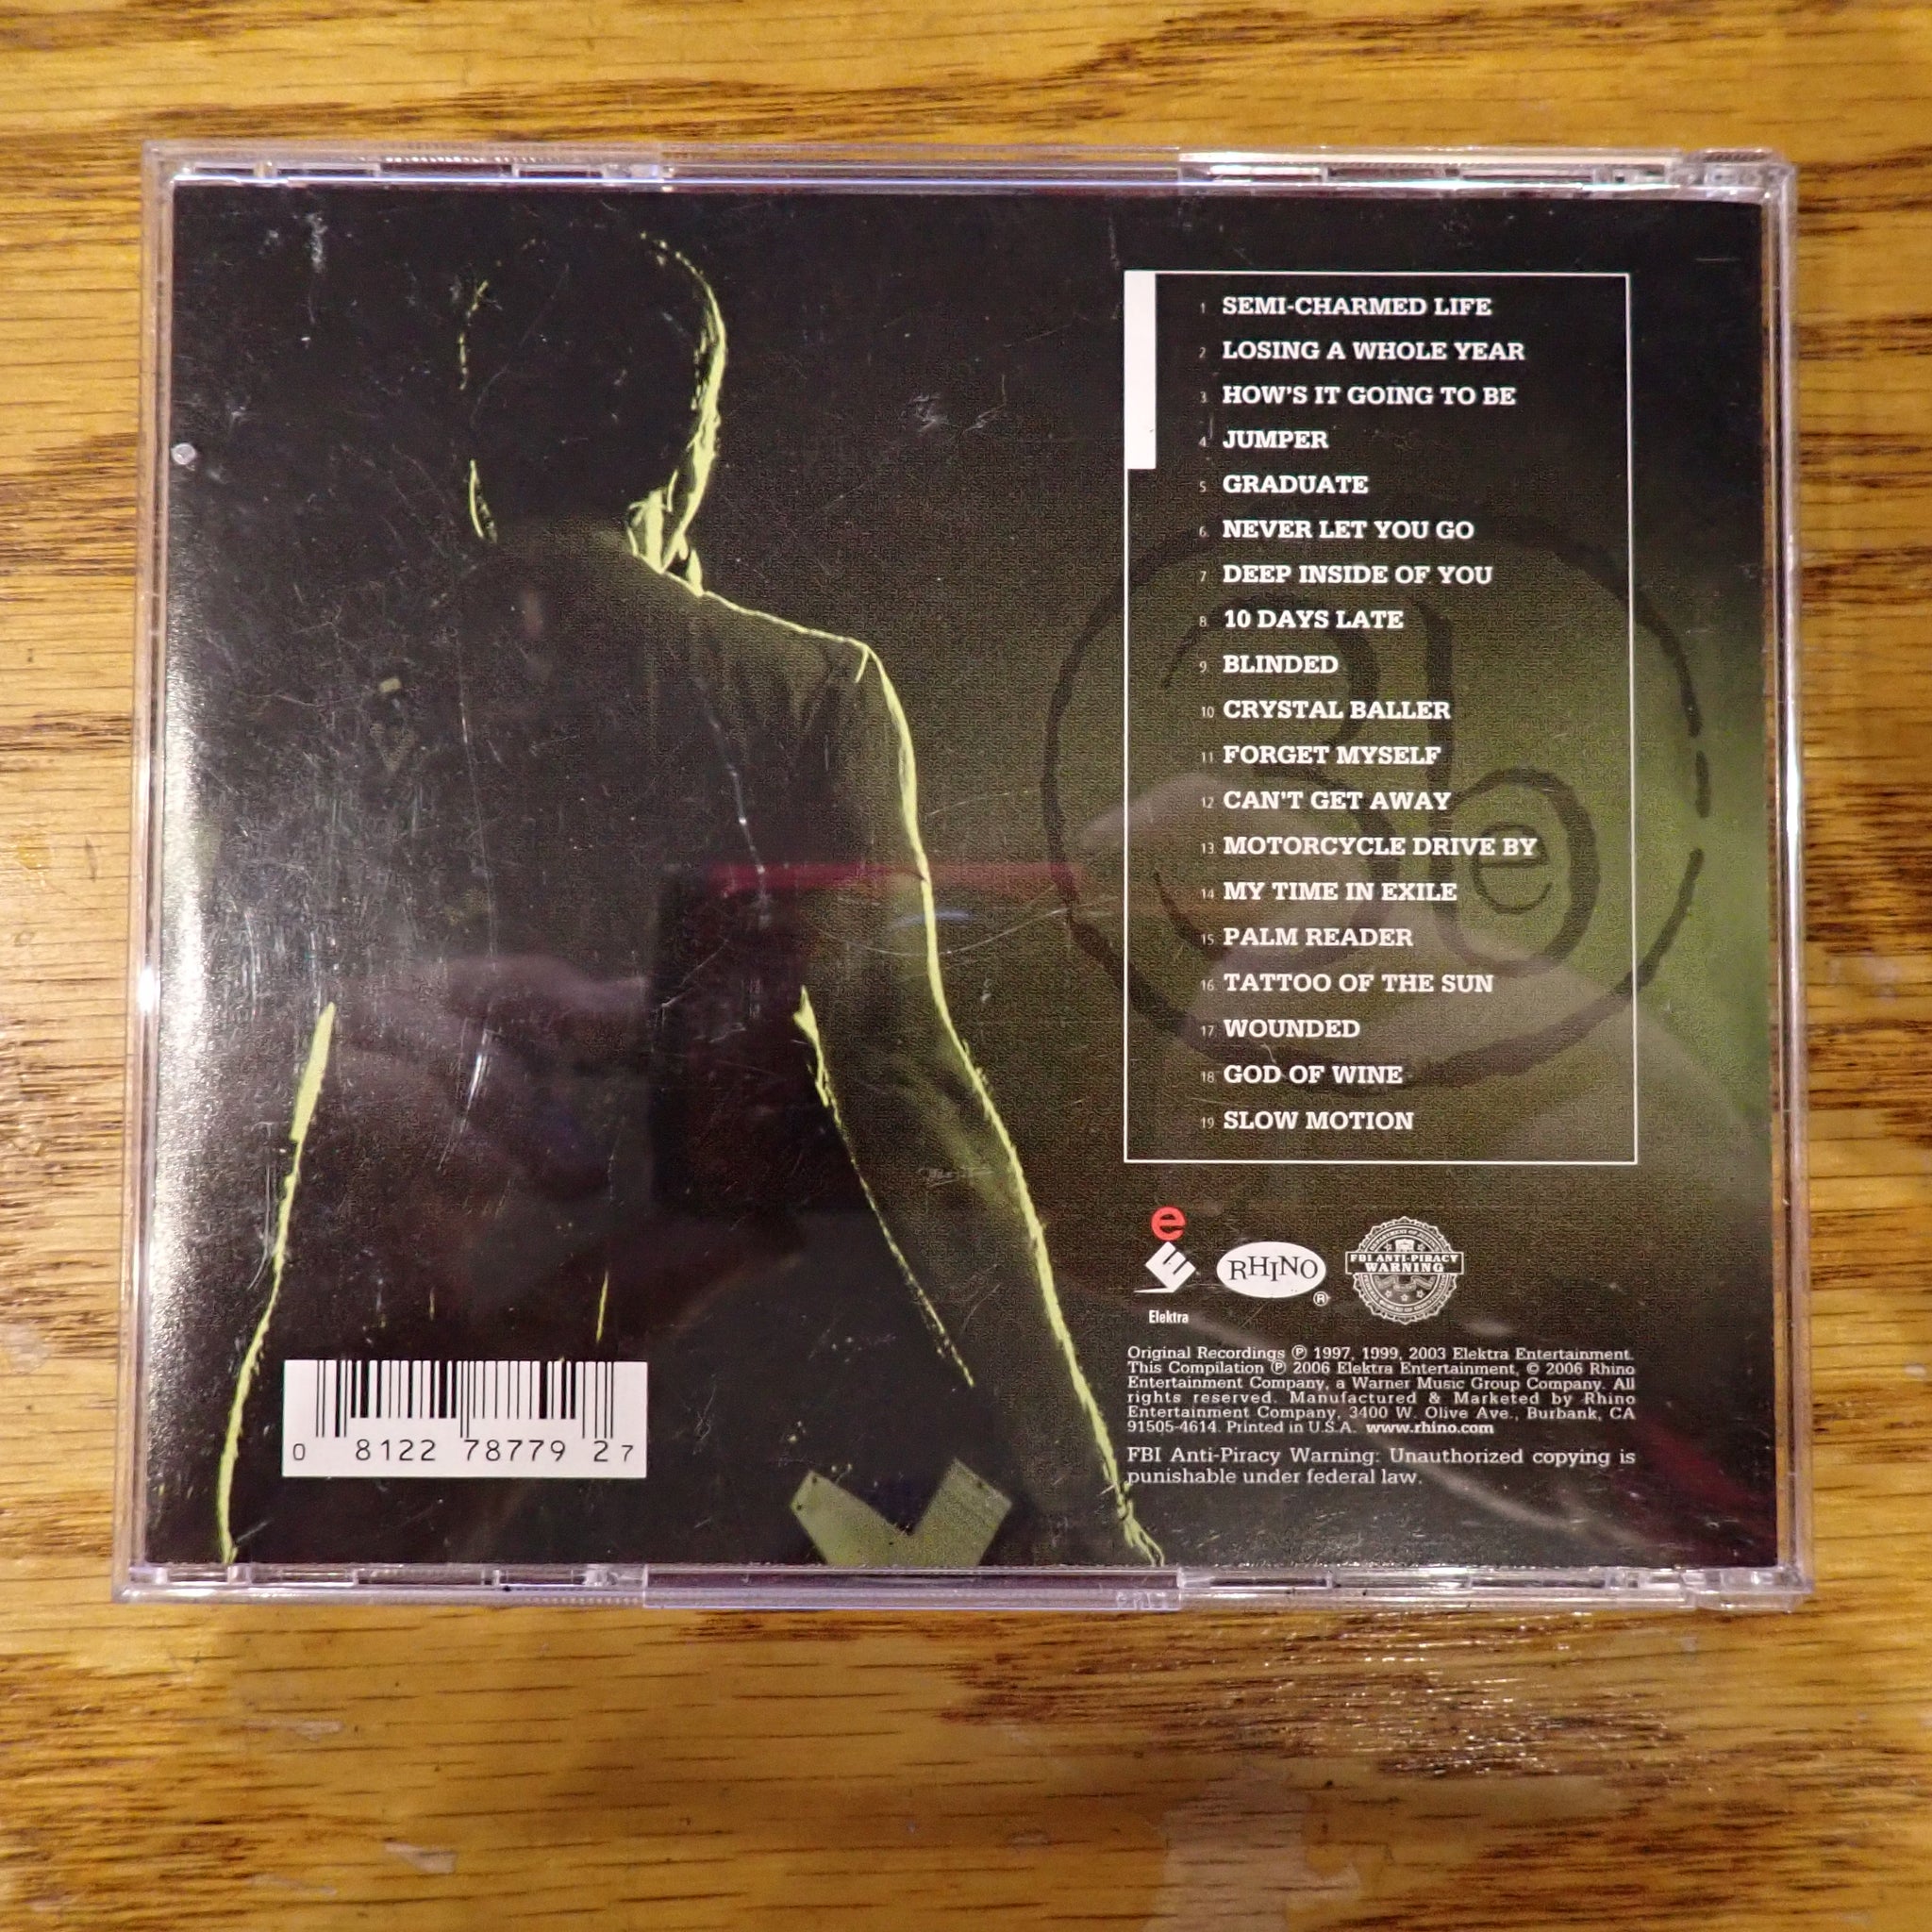 1 SEMI-CHARMED LIFE
2 LOSING A WHOLE YEAR
3 HOW'S IT GOING TO BE
4 JUMPER
5 GRADUATE
6 NEVER LET YOU GO
7 DEEP INSIDE OF YOU
8 10 DAYS LATE
9 BLINDED
10 CRYSTAL BALLER
11 FORGET MYSELF
12 CAN'T GET AWAY
13 MOTORCYCLE DRIVE BY
14 MY TIME IN EXILE
15 PALM READER
16 TATTOO OF THE SUN
17 WOUNDED
18 GOD OF WINE
19 SLOW MOTION
3be
e
E
Elektra
RHINO®
FBI ANTI-PIRACY
WARNING
Original Recordings ℗ 1997, 1999, 2003 Elektra Entertainment.
This Compilation ℗ 2006 Elektra Entertainment, © 2006 Rhino
Entertainment Company, a Warner Music Group Company. All
rights reserved. Manufactured & Marketed by Rhino
Entertainment Company, 3400 W. Olive Ave., Burbank, CA
91505-4614. Printed in U.S.A. www.rhino.com
FBI Anti-Piracy Warning: Unauthorized copying is
punishable under federal law.
0 8122 78779 2 7